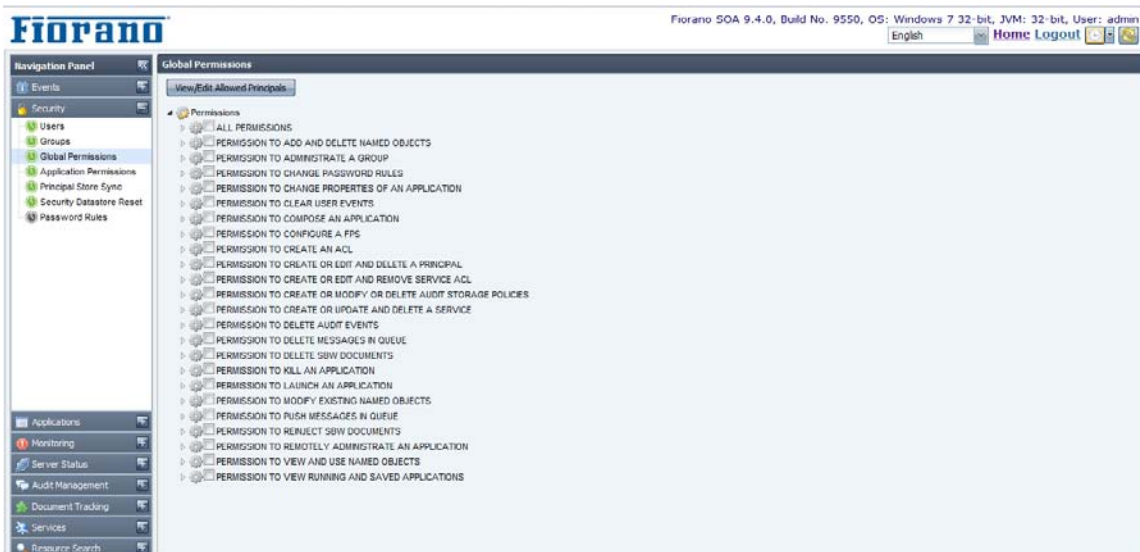 Fiorano
Fiorano SOA 9.4.0, Build No. 9550, OS: Windows 7 32-bit, JVM: 32-bit, User: admin
English Home Logout
Navigation Panel
Events
Security
Users
Groups
Global Permissions
Application Permissions
Principal Store Sync
Security Datastore Reset
Password Rules
Applications
Monitoring
Server Status
Audit Management
Document Tracking
Services
Resource Search
Global Permissions
View/Edit Allowed Principals
Permissions
ALL PERMISSIONS
PERMISSION TO ADD AND DELETE NAMED OBJECTS
PERMISSION TO ADMINISTRATE A GROUP
PERMISSION TO CHANGE PASSWORD RULES
PERMISSION TO CHANGE PROPERTIES OF AN APPLICATION
PERMISSION TO CLEAR USER EVENTS
PERMISSION TO COMPOSE AN APPLICATION
PERMISSION TO CONFIGURE A FPS
PERMISSION TO CREATE AN ACL
PERMISSION TO CREATE OR EDIT AND DELETE A PRINCIPAL
PERMISSION TO CREATE OR EDIT AND REMOVE SERVICE ACL
PERMISSION TO CREATE OR MODIFY OR DELETE AUDIT STORAGE POLICIES
PERMISSION TO CREATE OR UPDATE AND DELETE A SERVICE
PERMISSION TO DELETE AUDIT EVENTS
PERMISSION TO DELETE MESSAGES IN QUEUE
PERMISSION TO DELETE SBW DOCUMENTS
PERMISSION TO KILL AN APPLICATION
PERMISSION TO LAUNCH AN APPLICATION
PERMISSION TO MODIFY EXISTING NAMED OBJECTS
PERMISSION TO PUSH MESSAGES IN QUEUE
PERMISSION TO REINJECT SBW DOCUMENTS
PERMISSION TO REMOTELY ADMINISTRATE AN APPLICATION
PERMISSION TO VIEW AND USE NAMED OBJECTS
PERMISSION TO VIEW RUNNING AND SAVED APPLICATIONS